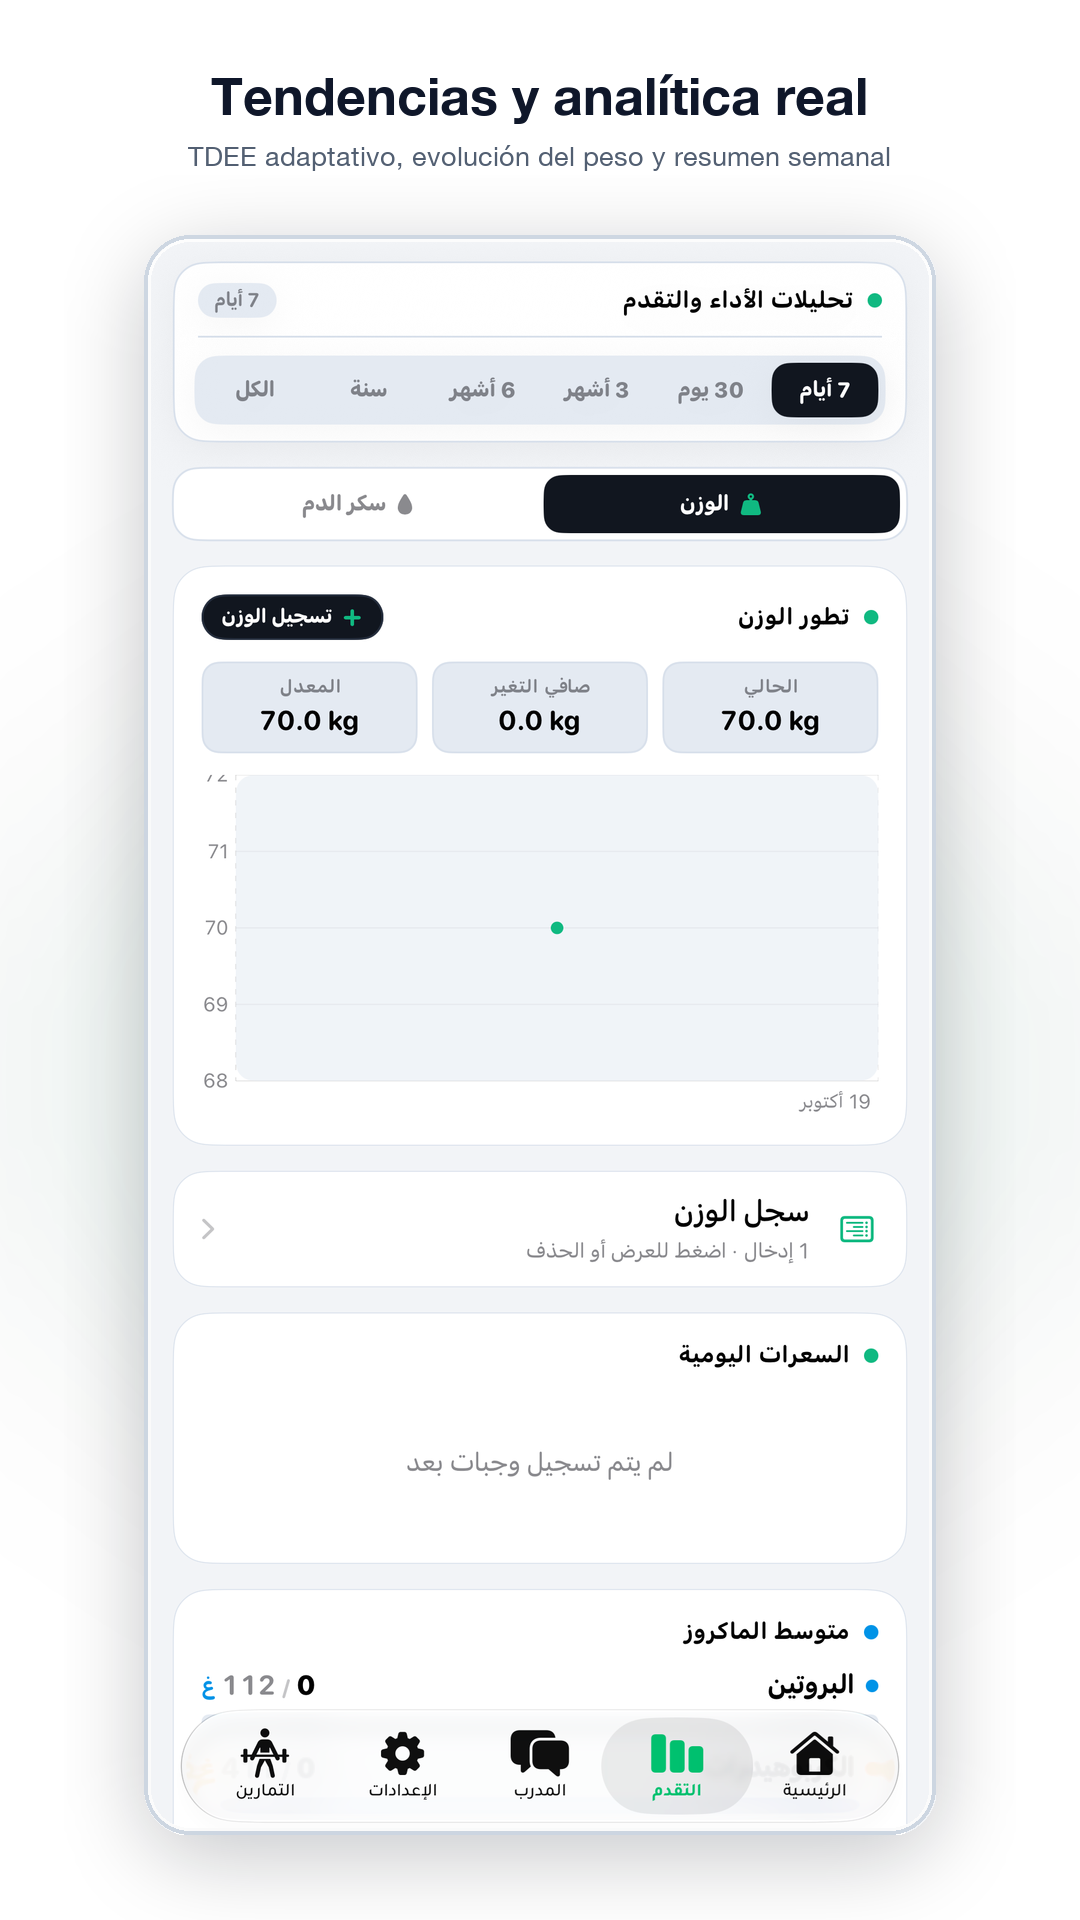 Tendencias y analítica real
TDEE adaptativo, evolución del peso y resumen semanal
تحليلات الأداء والتقدم
7 أيام
7 أيام
30 يوم
3 أشهر
6 أشهر
سنة
الكل
الوزن
سكر الدم
تطور الوزن
تسجيل الوزن
الحالي
70.0 kg
صافي التغير
0.0 kg
المعدل
70.0 kg
72
71
70
69
68
19 أكتوبر
سجل الوزن
1 إدخال · اضغط للعرض أو الحذف
السعرات اليومية
لم يتم تسجيل وجبات بعد
متوسط الماكروز
البروتين
0 / 112 غ
الرئيسية
التقدم
المدرب
الإعدادات
التمارين